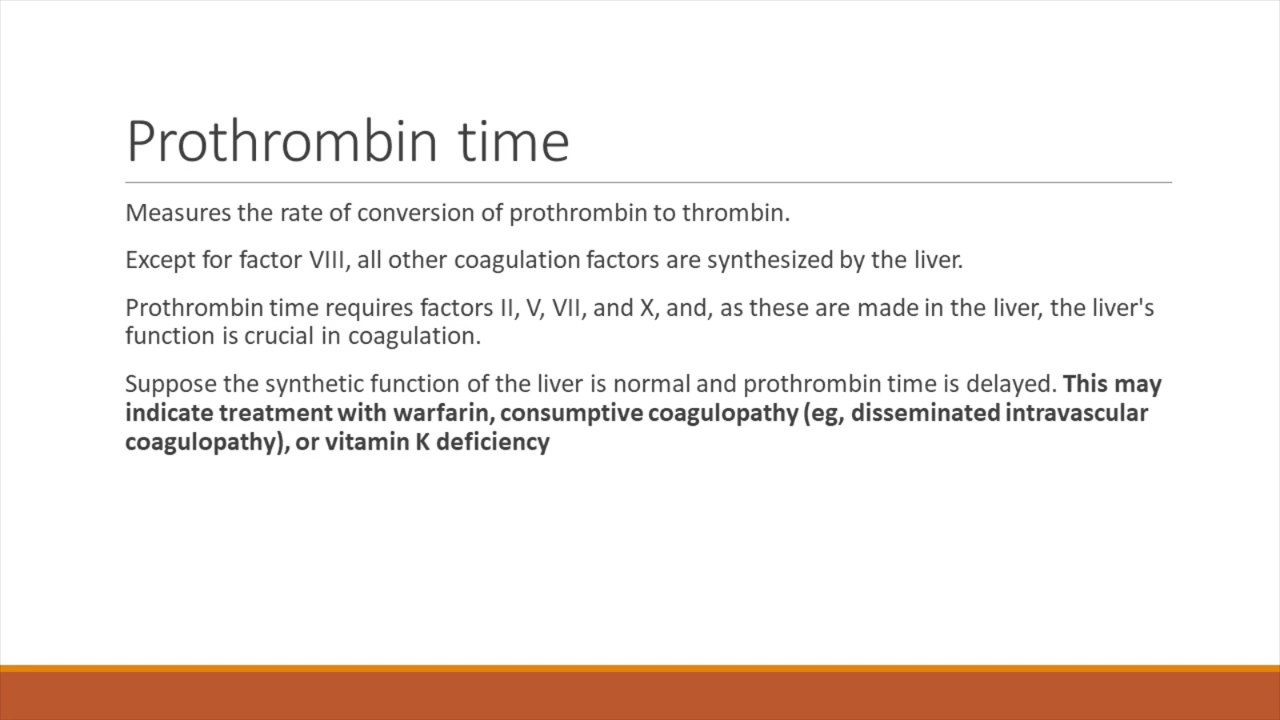 Prothrombin time
Measures the rate of conversion of prothrombin to thrombin.
Except for factor VIII, all other coagulation factors are synthesized by the liver.
Prothrombin time requires factors II, V, VII, and X, and, as these are made in the liver, the liver's
function is crucial in coagulation.
Suppose the synthetic function of the liver is normal and prothrombin time is delayed. This may
indicate treatment with warfarin, consumptive coagulopathy (eg, disseminated intravascular
coagulopathy), or vitamin K deficiency